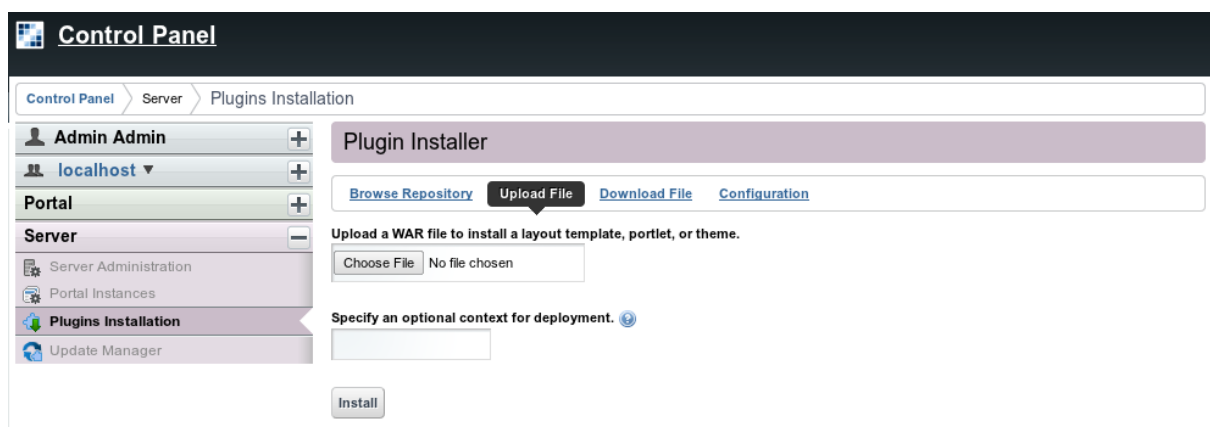 Control Panel
Control Panel Server Plugins Installation
Admin Admin
localhost
Portal
Server
Server Administration
Portal Instances
Plugins Installation
Update Manager
Plugin Installer
Browse Repository Upload File Download File Configuration
Upload a WAR file to install a layout template, portlet, or theme.
Choose File No file chosen
Specify an optional context for deployment.
Install